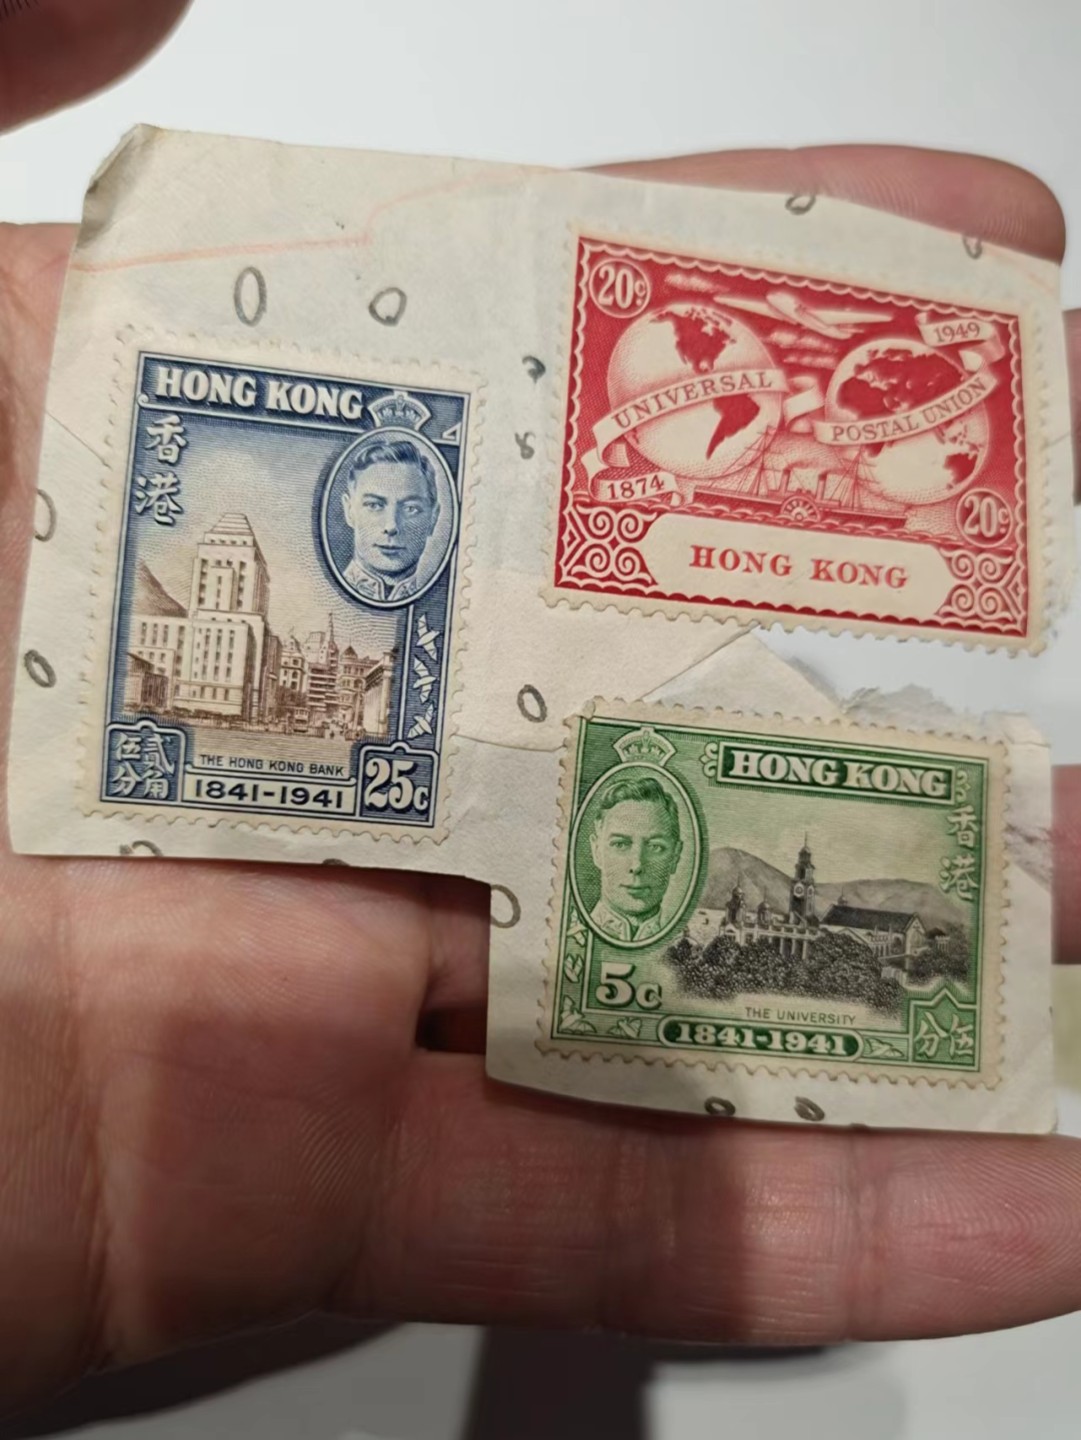 HONG KONG
香港
伍分 貳角
THE HONG KONG BANK
1841-1941
25c
20c
1949
UNIVERSAL
POSTAL UNION
1874
20c
HONG KONG
HONG KONG
香港
5c
THE UNIVERSITY
1841-1941
分伍